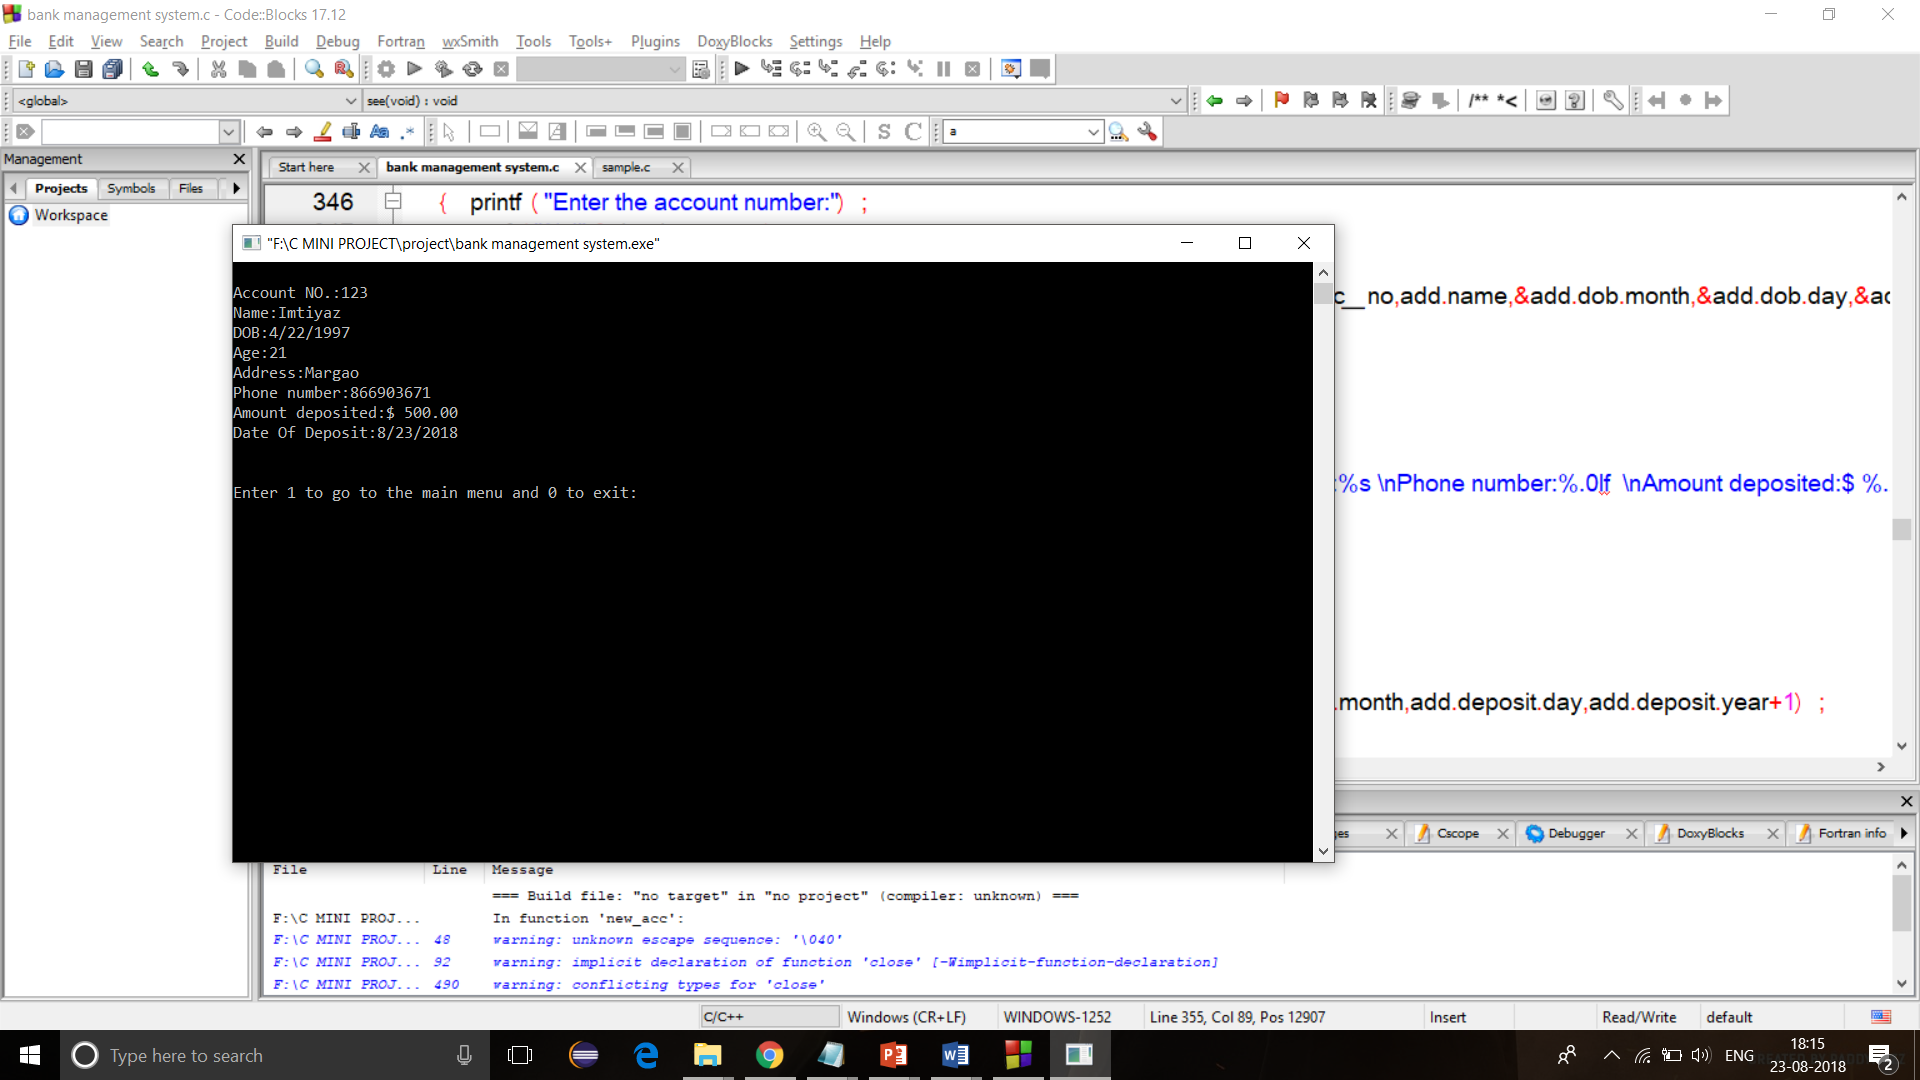 bank management system.c - Code::Blocks 17.12
File Edit View Search Project Build Debug Fortran wxSmith Tools Tools+ Plugins DoxyBlocks Settings Help
<global> see(void) : void
/** *<
a
Management
Start here bank management system.c sample.c
Projects Symbols Files
Workspace
346 { printf ( "Enter the account number:") ;
"F:\C MINI PROJECT\project\bank management system.exe"
Account NO.:123
c__no,add.name,&add.dob.month,&add.dob.day,&ac
Name:Imtiyaz
DOB:4/22/1997
Age:21
Address:Margao
Phone number:866903671
Amount deposited:$ 500.00
Date Of Deposit:8/23/2018
:%s \nPhone number:%.0lf \nAmount deposited:$ %.
Enter 1 to go to the main menu and 0 to exit:
.month,add.deposit.day,add.deposit.year+1) ;
Cscope Debugger DoxyBlocks Fortran info
File Line Message
=== Build file: "no target" in "no project" (compiler: unknown) ===
F:\C MINI PROJ... In function 'new_acc':
F:\C MINI PROJ... 48 warning: unknown escape sequence: '\040'
F:\C MINI PROJ... 92 warning: implicit declaration of function 'close' [-Wimplicit-function-declaration]
F:\C MINI PROJ... 490 warning: conflicting types for 'close'
C/C++ Windows (CR+LF) WINDOWS-1252 Line 355, Col 89, Pos 12907 Insert Read/Write default
Type here to search
ENG
18:15
23-08-2018
2